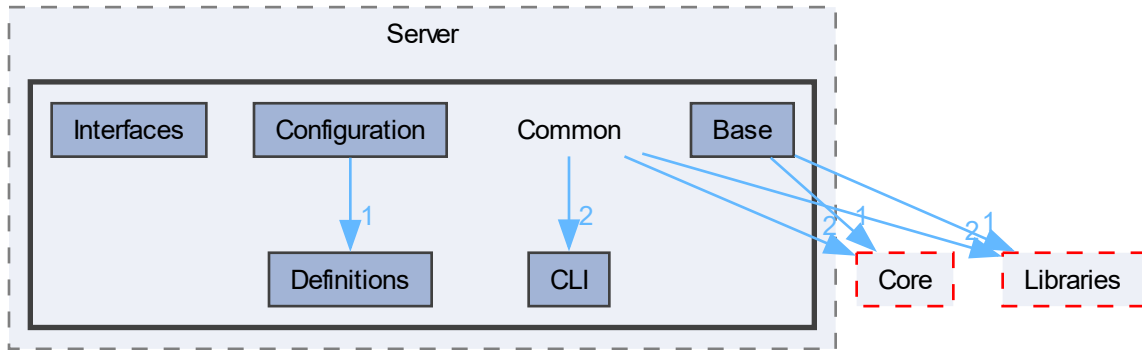 Server
Interfaces
Configuration
Common
Base
1
2
2
1
2
1
Definitions
CLI
Core
Libraries